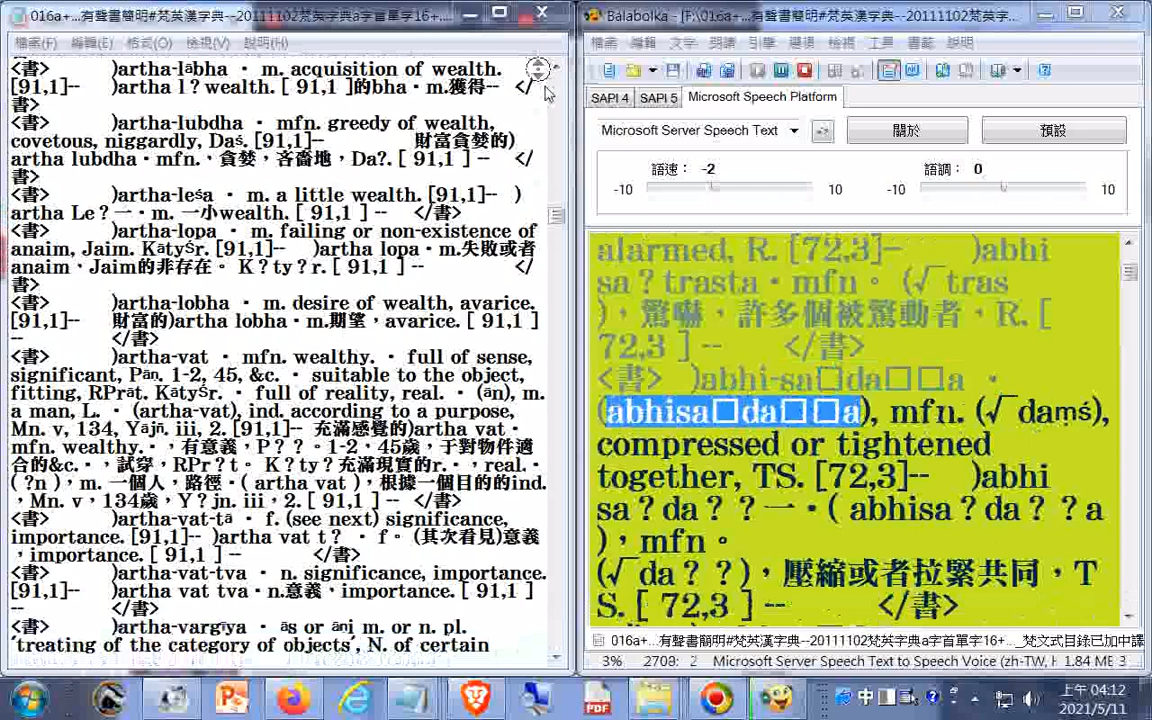 016a+...有聲書簡明#梵英漢字典--20111102梵英字典a字首單字16+...
檔案(F) 編輯(E) 格式(O) 檢視(V) 說明(H)
<書> )artha-lābha • m. acquisition of wealth.
[91,1]-- )artha l？wealth. [ 91,1 ]的bha•m.獲得-- </
書>
<書> )artha-lubdha • mfn. greedy of wealth,
covetous, niggardly, Daś. [91,1]-- 財富貪婪的)
artha lubdha•mfn.，貪婪，吝嗇地，Da?. [ 91,1 ] -- </
書>
<書> )artha-leśa • m. a little wealth. [91,1]-- )
artha Le？一•m. 一小wealth. [ 91,1 ] -- </書>
<書> )artha-lopa • m. failing or non-existence of
anaim, Jaim. KātyŚr. [91,1]-- )artha lopa•m.失敗或者
anaim、Jaim的非存在。 K？ty？r. [ 91,1 ] -- </
書>
<書> )artha-lobha • m. desire of wealth, avarice.
[91,1]-- 財富的)artha lobha•m.期望，avarice. [ 91,1 ]
-- </書>
<書> )artha-vat • mfn. wealthy. • full of sense,
significant, Pāṇ. 1-2, 45, &c. • suitable to the object,
fitting, RPrāt. KātyŚr. • full of reality, real. • (ān), m.
a man, L. • (artha-vat), ind. according to a purpose,
Mn. v, 134, Yājñ. iii, 2. [91,1]-- 充滿感覺的)artha vat•
mfn. wealthy.•，有意義，P？？。1-2，45歲，于對物件適
合的&c.•，試穿，RPr？t。 K？ty？充滿現實的r.•，real.•
( ?n )，m. 一個人，路徑•( artha vat )，根據一個目的的ind.
，Mn. v，134歲，Y？jn. iii，2. [ 91,1 ] -- </書>
<書> )artha-vat-tā • f. (see next) significance,
importance. [91,1]-- )artha vat t？ • f。 (其次看見)意義
，importance. [ 91,1 ] -- </書>
<書> )artha-vat-tva • n. significance, importance.
[91,1]-- )artha vat tva•n.意義，importance. [ 91,1 ]
-- </書>
<書> )artha-vargīya • ās or āṇi m. or n. pl.
'treating of the category of objects', N. of certain
Balabolka - [F:\016a+...有聲書簡明#梵英漢字典--20111102梵英字...
檔案 編輯 文字 朗讀 引擎 選項 檢視 工具 書籤 說明
SAPI 4 SAPI 5 Microsoft Speech Platform
Microsoft Server Speech Text 關於 預設
語速： -2 語調： 0
-10 10 -10 10
alarmed, R. [72,3]-- )abhi
sa？trasta•mfn。 (√tras
)，驚嚇，許多個被驚動者，R. [
72,3 ] -- </書>
<書> )abhi-sa□da□□a •
(abhisa□da□□a), mfn. (√daṃś),
compressed or tightened
together, TS. [72,3]-- )abhi
sa？da？？一•( abhisa？da？？a
)，mfn。
(√da？？)，壓縮或者拉緊共同，T
S. [ 72,3 ] -- </書>
016a+...有聲書簡明#梵英漢字典--20111102梵英字典a字首單字16+..._梵文式目錄已加中譯
3% 2708: 2 Microsoft Server Speech Text to Speech Voice (zh-TW, H 1.84 MB 3
中
上午 04:12
2021/5/11